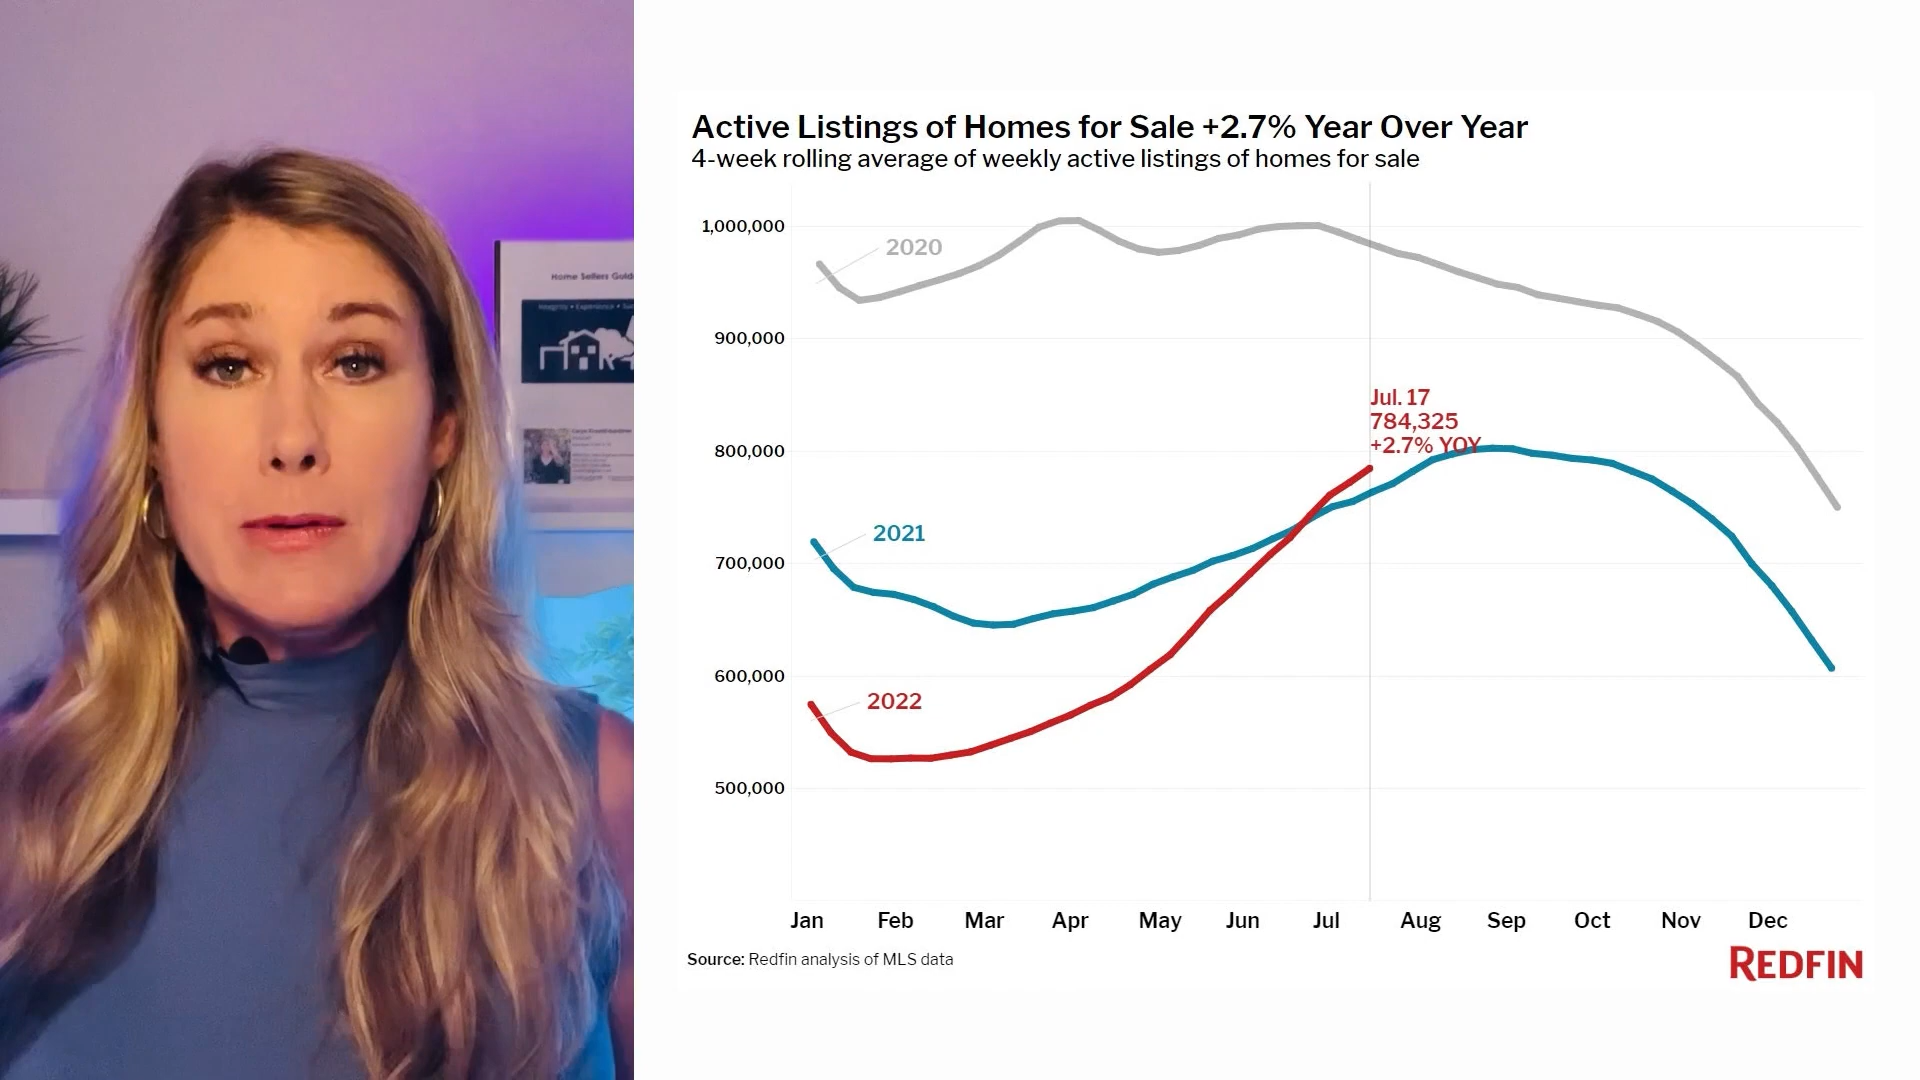 Home Sellers Guid
Active Listings of Homes for Sale +2.7% Year Over Year
4-week rolling average of weekly active listings of homes for sale
1,000,000
900,000
800,000
700,000
600,000
500,000
2020
2021
2022
Jul. 17
784,325
+2.7% YOY
Jan Feb Mar Apr May Jun Jul Aug Sep Oct Nov Dec
Source: Redfin analysis of MLS data
REDFIN